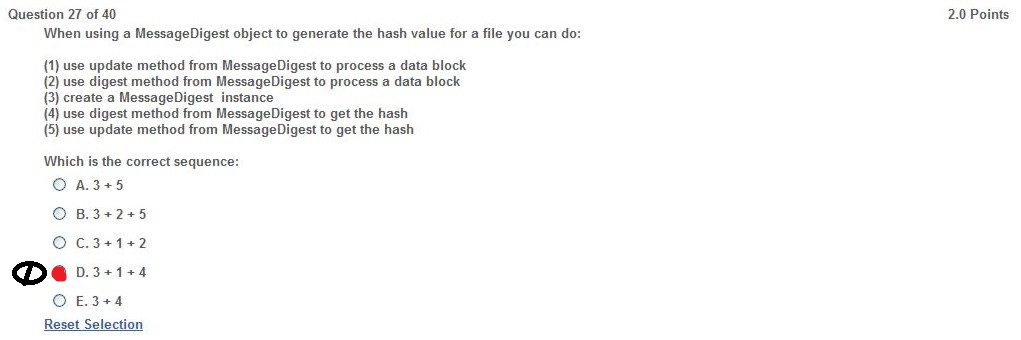 Question 27 of 40 2.0 Points
When using a MessageDigest object to generate the hash value for a file you can do:
(1) use update method from MessageDigest to process a data block
(2) use digest method from MessageDigest to process a data block
(3) create a MessageDigest instance
(4) use digest method from MessageDigest to get the hash
(5) use update method from MessageDigest to get the hash
Which is the correct sequence:
A. 3 + 5
B. 3 + 2 + 5
C. 3 + 1 + 2
D. 3 + 1 + 4
E. 3 + 4
Reset Selection